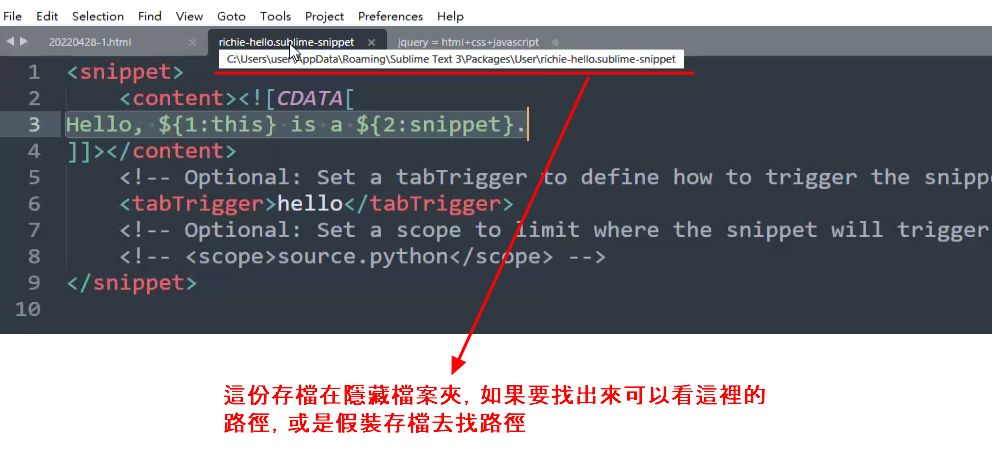 File Edit Selection Find View Goto Tools Project Preferences Help
20220428-1.html × richie-hello.sublime-snippet × jquery = html+css+javascript
C:\Users\user\AppData\Roaming\Sublime Text 3\Packages\User\richie-hello.sublime-snippet
1 <snippet>
2 <content><![CDATA[
3 Hello, ${1:this} is a ${2:snippet}.
4 ]]></content>
5 <!-- Optional: Set a tabTrigger to define how to trigger the snipp
6 <tabTrigger>hello</tabTrigger>
7 <!-- Optional: Set a scope to limit where the snippet will trigger
8 <!-- <scope>source.python</scope> -->
9 </snippet>
10
這份存檔在隱藏檔案夾, 如果要找出來可以看這裡的
路徑, 或是假裝存檔去找路徑